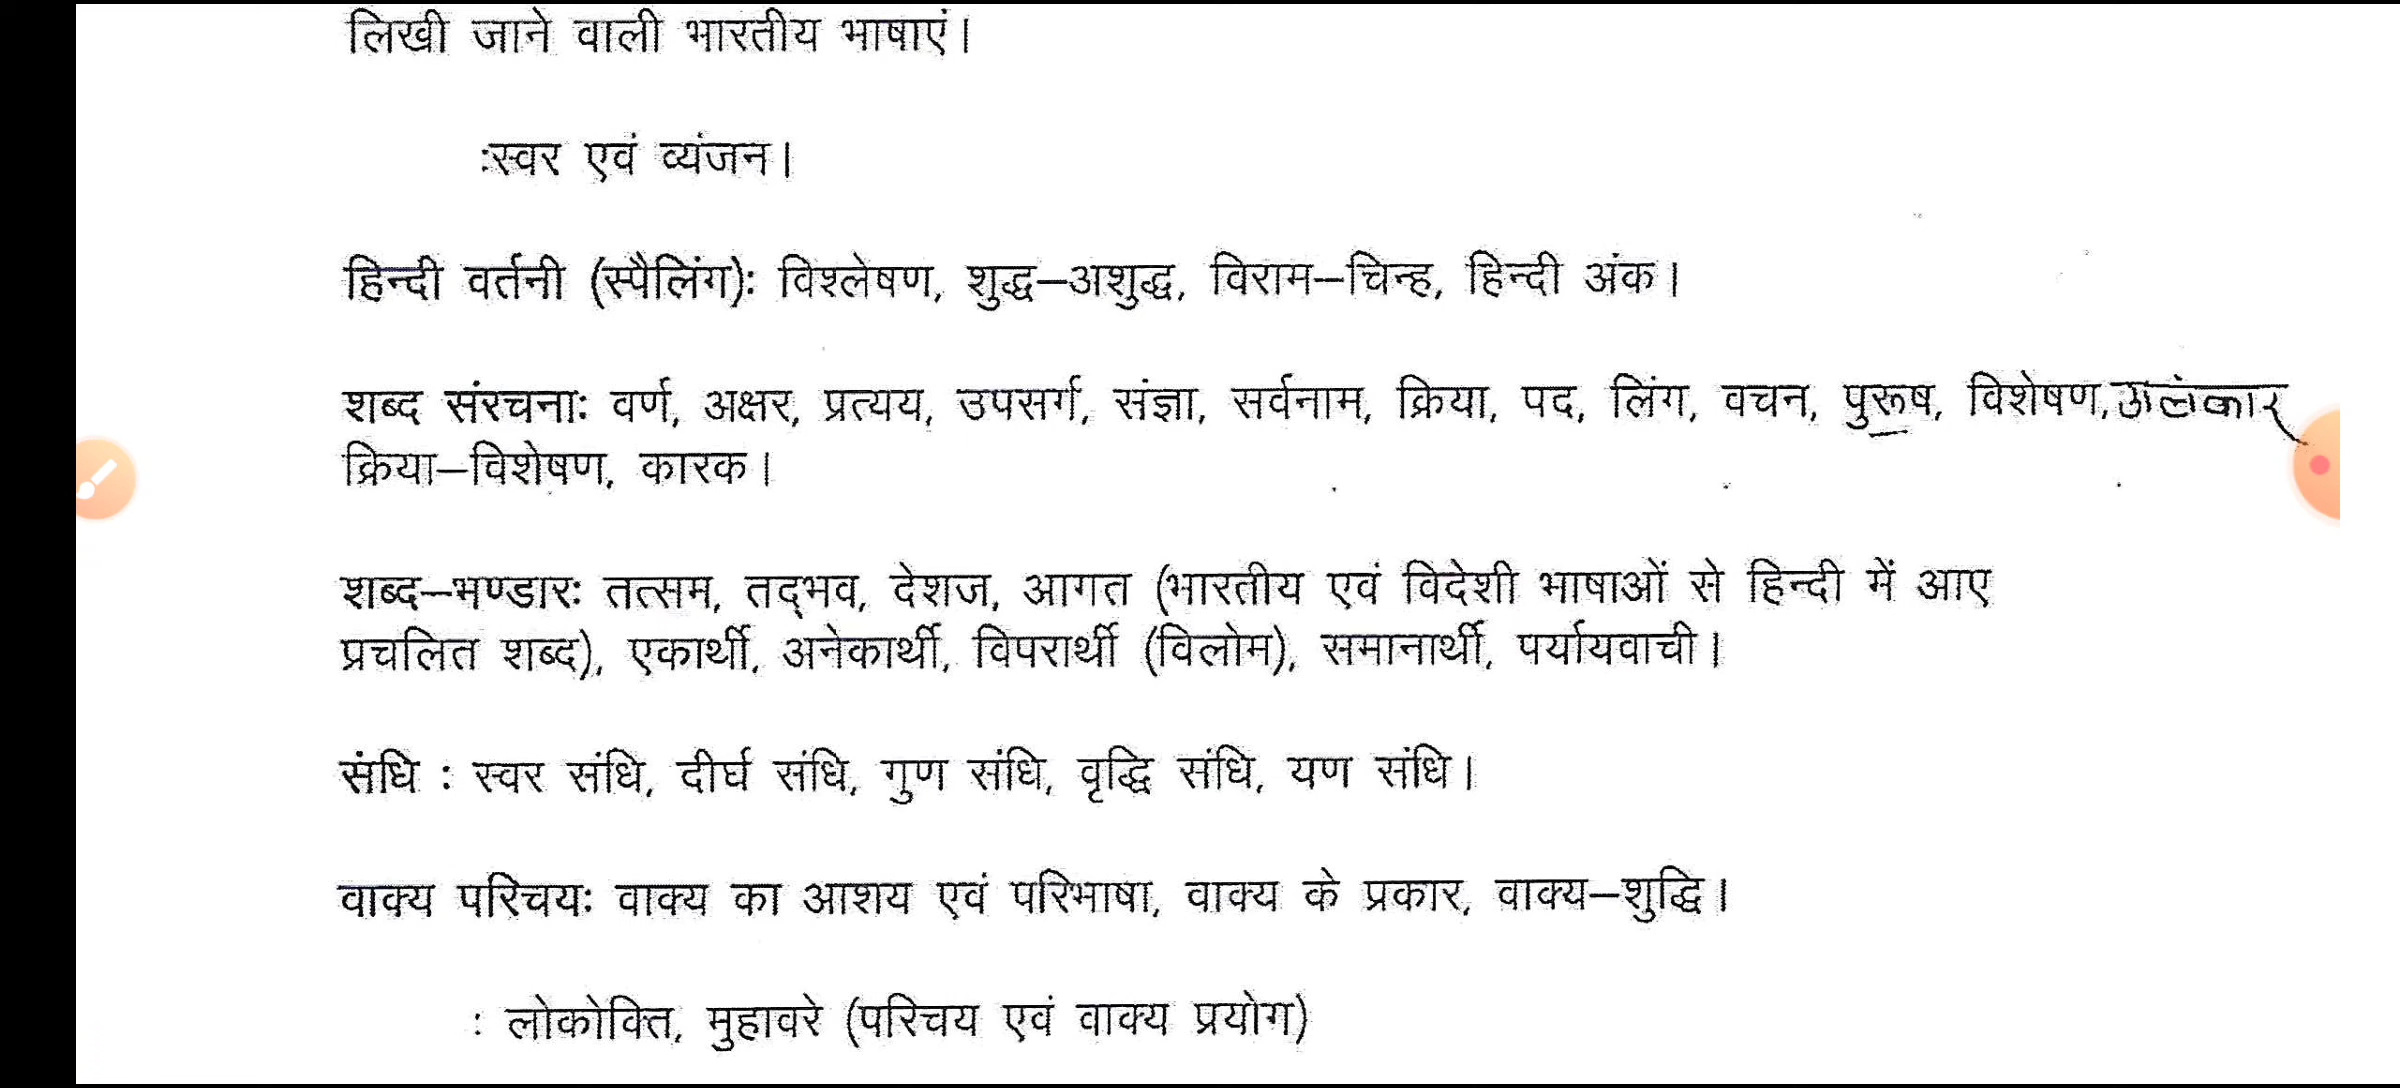 लिखी जाने वाली भारतीय भाषाएं।
:स्वर एवं व्यंजन।
हिन्दी वर्तनी (स्पैलिंग): विश्लेषण, शुद्ध–अशुद्ध, विराम–चिन्ह, हिन्दी अंक।
शब्द संरचना: वर्ण, अक्षर, प्रत्यय, उपसर्ग, संज्ञा, सर्वनाम, क्रिया, पद, लिंग, वचन, पुरूष, विशेषण, अलंकार
क्रिया–विशेषण, कारक।
शब्द–भण्डार: तत्सम, तद्भव, देशज, आगत (भारतीय एवं विदेशी भाषाओं से हिन्दी में आए
प्रचलित शब्द), एकार्थी, अनेकार्थी, विपरार्थी (विलोम), समानार्थी, पर्यायवाची।
संधि : स्वर संधि, दीर्घ संधि, गुण संधि, वृद्धि संधि, यण संधि।
वाक्य परिचय: वाक्य का आशय एवं परिभाषा, वाक्य के प्रकार, वाक्य–शुद्धि।
: लोकोक्ति, मुहावरे (परिचय एवं वाक्य प्रयोग)